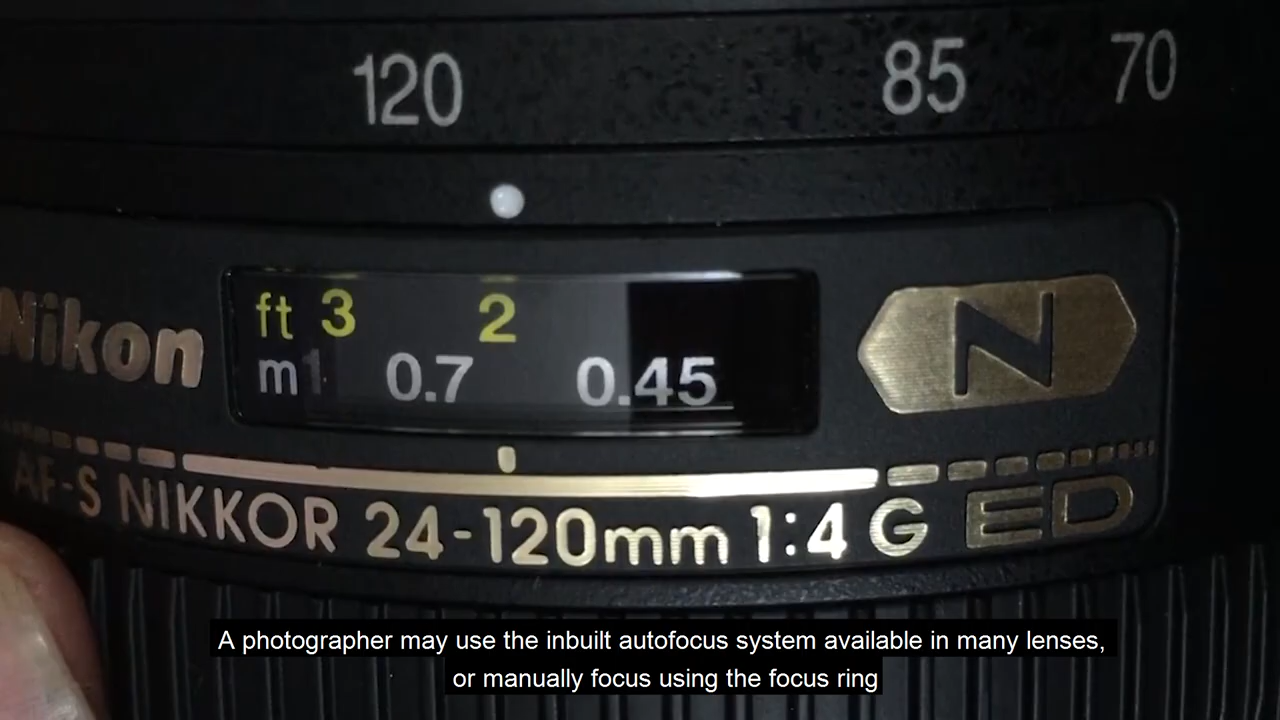 120 85 70
ft 3 2
m 1 0.7 0.45
Nikon
N
AF-S NIKKOR 24-120mm 1:4 G ED
A photographer may use the inbuilt autofocus system available in many lenses,
or manually focus using the focus ring